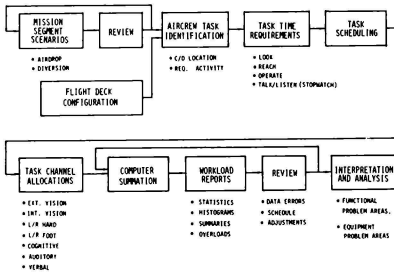 MISSION
SEGMENT
SCENARIOS
• AIRDROP
• DIVERSION
REVIEW
FLIGHT DECK
CONFIGURATION
AIRCREW TASK
IDENTIFICATION
• C/D LOCATION
• REQ. ACTIVITY
TASK TIME
REQUIREMENTS
• LOOK
• REACH
• OPERATE
• TALK/LISTEN (STOPWATCH)
TASK
SCHEDULING
TASK CHANNEL
ALLOCATIONS
• EXT. VISION
• INT. VISION
• L/R HAND
• L/R FOOT
• COGNITIVE
• AUDITORY
• VERBAL
COMPUTER
SUMMATION
WORKLOAD
REPORTS
• STATISTICS
• HISTOGRAMS
• SUMMARIES
• OVERLOADS
REVIEW
• DATA ERRORS
• SCHEDULE
ADJUSTMENTS
INTERPRETATION
AND ANALYSIS
• FUNCTIONAL
PROBLEM AREAS.
• EQUIPMENT
PROBLEM AREAS